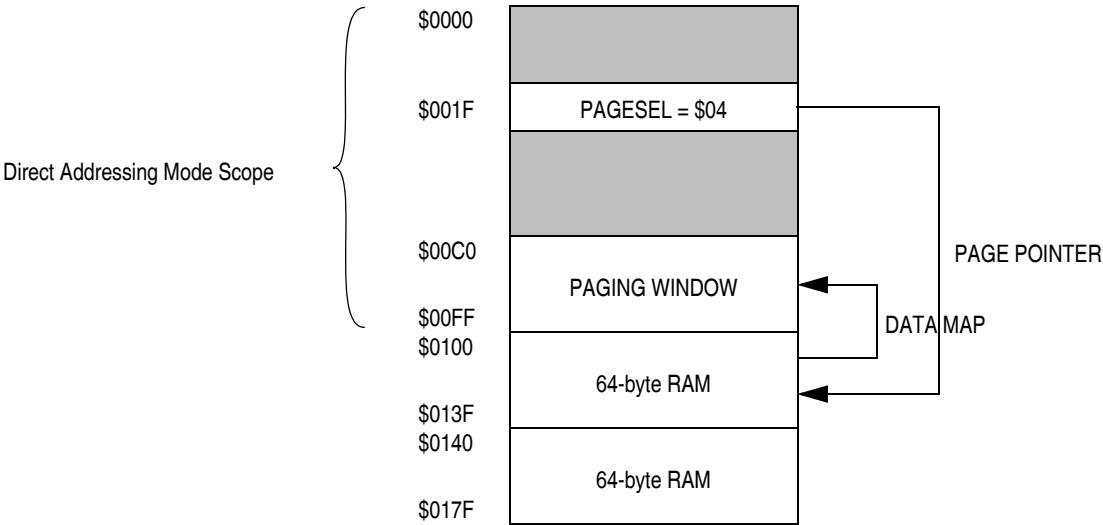 $0000
$001F
PAGESEL = $04
Direct Addressing Mode Scope
$00C0
PAGE POINTER
PAGING WINDOW
$00FF
DATA MAP
$0100
64-byte RAM
$013F
$0140
64-byte RAM
$017F